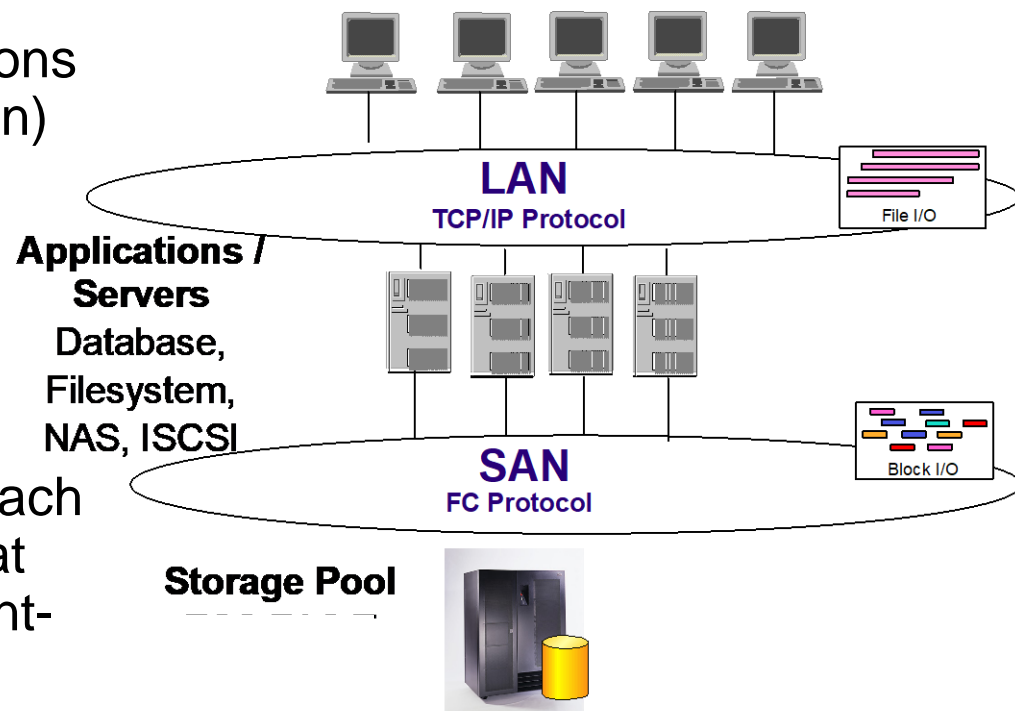 ons
n)
LAN
TCP/IP Protocol
File I/O
Applications /
Servers
Database,
Filesystem,
NAS, ISCSI
SAN
FC Protocol
Block I/O
ach
at
nt-
Storage Pool